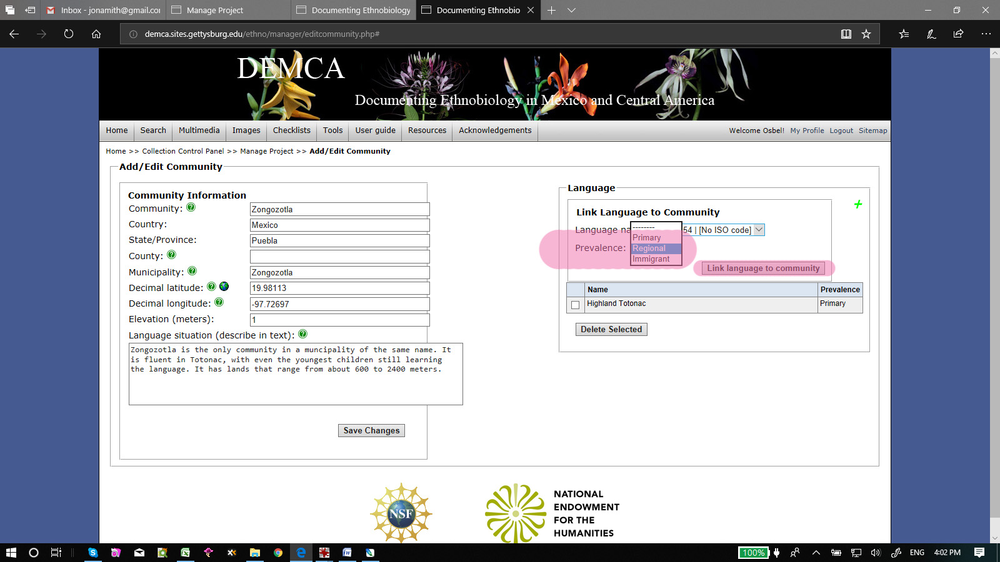 Inbox - jonamith@gmail.co
Manage Project
Documenting Ethnobiology
Documenting Ethnobio
demca.sites.gettysburg.edu/ethno/manager/editcommunity.php#
DEMCA
Documenting Ethnobiology in Mexico and Central America
Home Search Multimedia Images Checklists Tools User guide Resources Acknowledgements
Welcome Osbel! My Profile Logout Sitemap
Home >> Collection Control Panel >> Manage Project >> Add/Edit Community
Add/Edit Community
Community Information
Community: Zongozotla
Country: Mexico
State/Province: Puebla
County:
Municipality: Zongozotla
Decimal latitude: 19.98113
Decimal longitude: -97.72697
Elevation (meters): 1
Language situation (describe in text):
Zongozotla is the only community in a muncipality of the same name. It
is fluent in Totonac, with even the youngest children still learning
the language. It has lands that range from about 600 to 2400 meters.
Save Changes
Language
Link Language to Community
Language na 54 | [No ISO code]
Prevalence:
--------
Primary
Regional
Immigrant
Link language to community
Name Prevalence
Highland Totonac Primary
Delete Selected
NSF
NATIONAL
ENDOWMENT
FOR THE
HUMANITIES
100%
ENG
4:02 PM